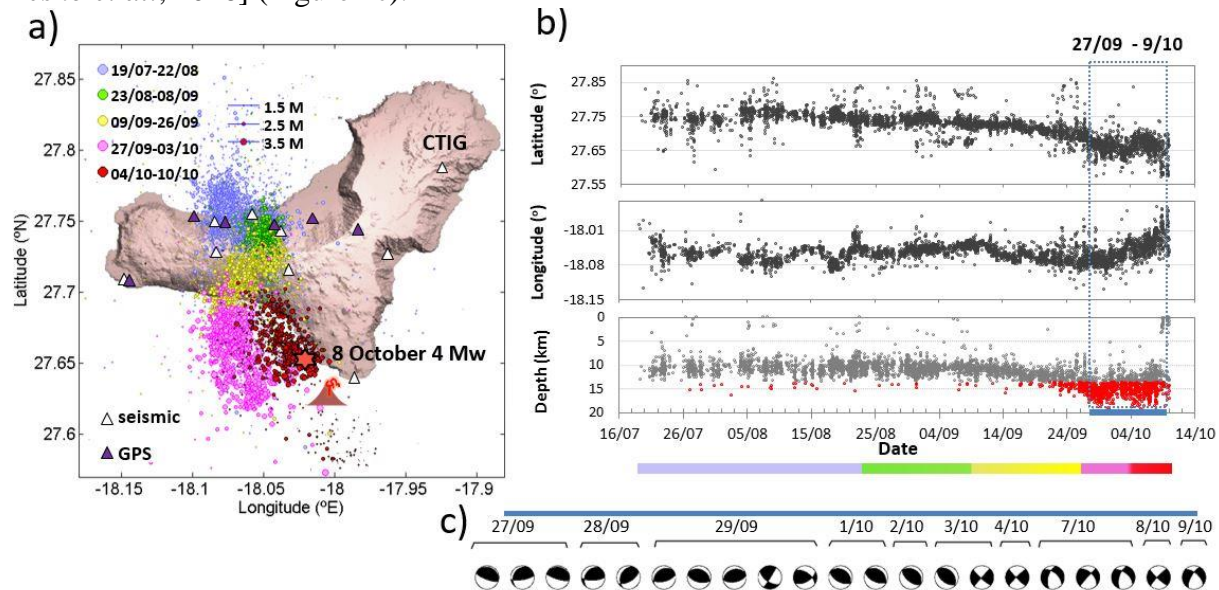 a)
19/07-22/08
23/08-08/09
09/09-26/09
27/09-03/10
04/10-10/10
1.5 M
2.5 M
3.5 M
CTIG
8 October 4 Mw
seismic
GPS
27.85
27.8
27.75
27.7
27.65
27.6
Latitude (ºN)
-18.15
-18.1
-18.05
-18
-17.95
-17.9
Longitude (ºE)
b)
27/09 - 9/10
Latitude (º)
27.85
27.75
27.65
27.55
Longitude (º)
-18.01
-18.08
-18.15
Depth (km)
0
5
10
15
20
16/07
26/07
05/08
15/08
25/08
04/09
14/09
24/09
04/10
14/10
Date
c)
27/09
28/09
29/09
1/10
2/10
3/10
4/10
7/10
8/10
9/10